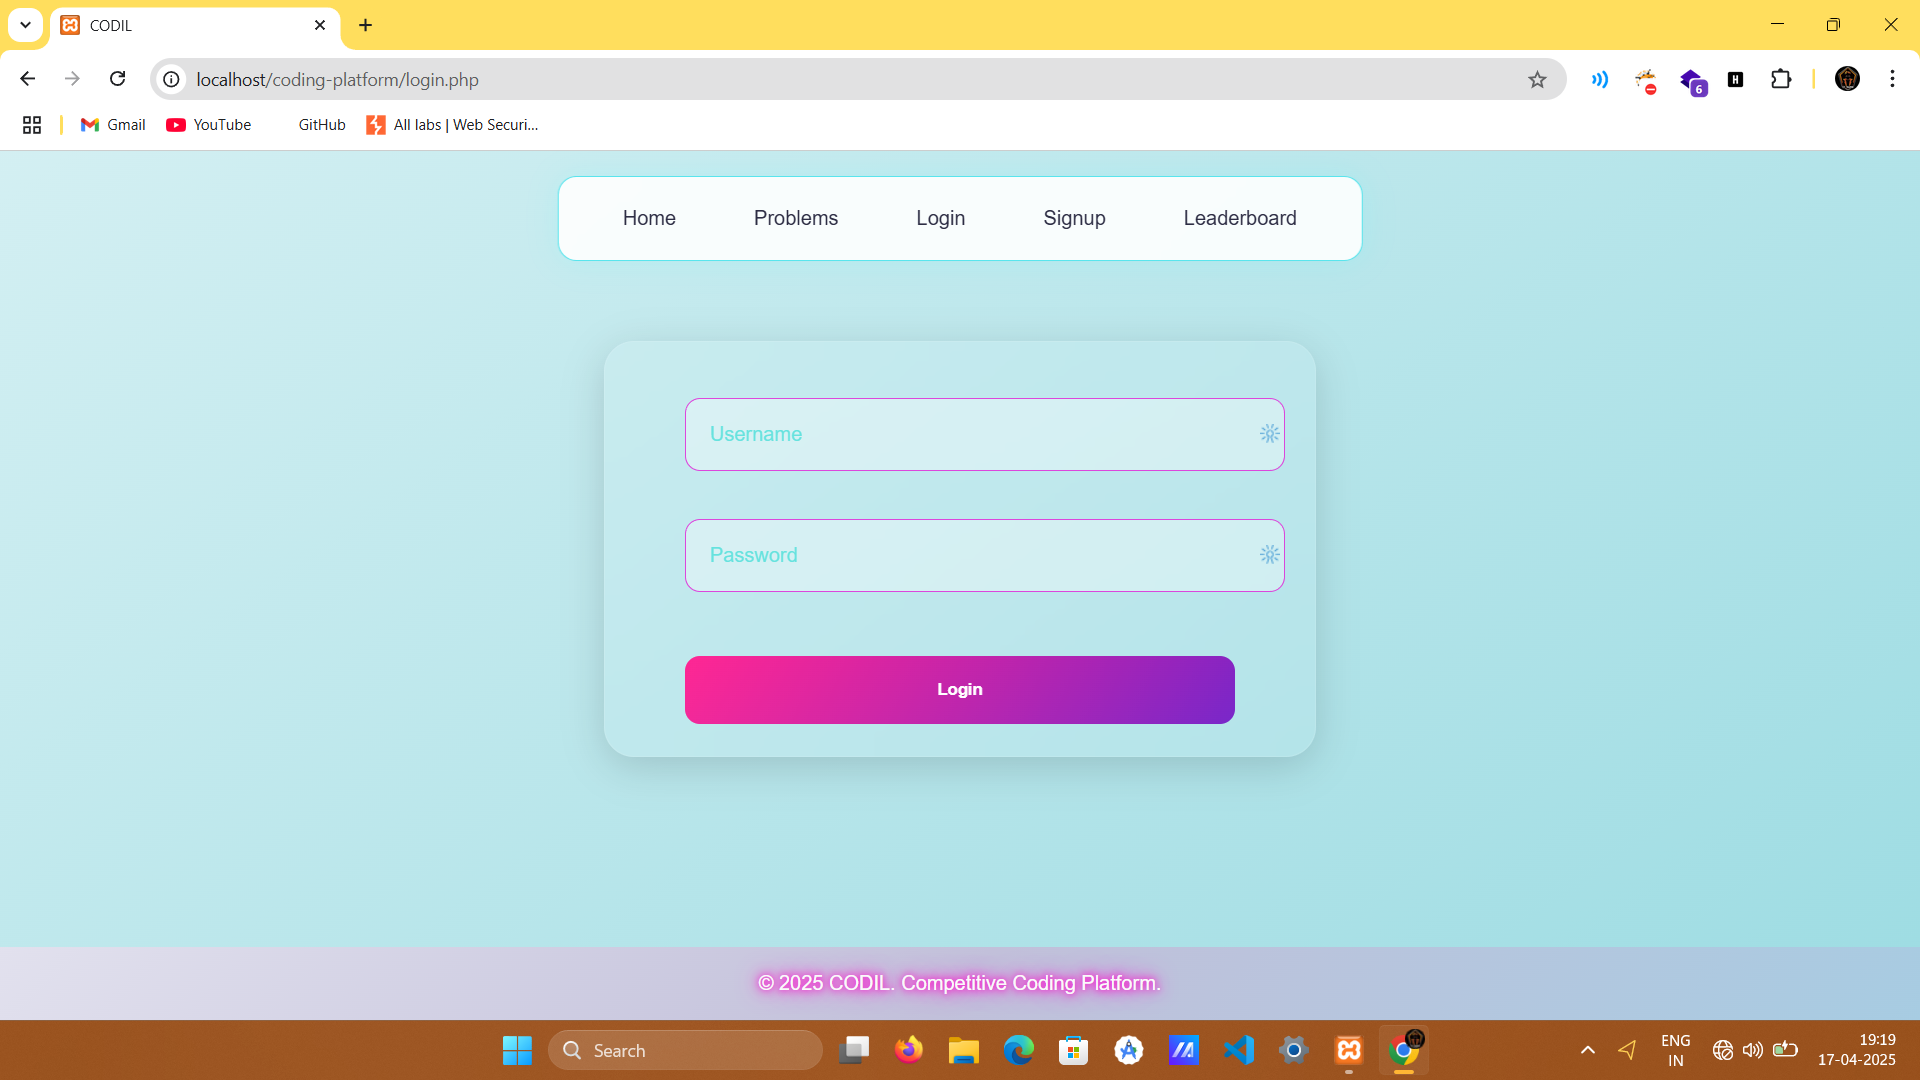 CODIL
localhost/coding-platform/login.php
6
H
Gmail
YouTube
GitHub
All labs | Web Securi...
Home
Problems
Login
Signup
Leaderboard
Username
Password
Login
© 2025 CODIL. Competitive Coding Platform.
Search
ENG
IN
19:19
17-04-2025